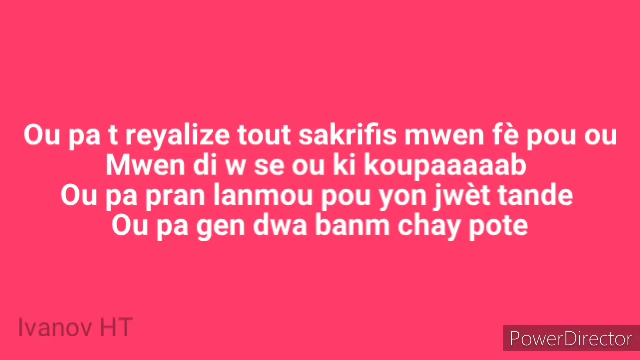 Ou pa t reyalize tout sakrifis mwen fè pou ou
Mwen di w se ou ki koupaaaaab
Ou pa pran lanmou pou yon jwèt tande
Ou pa gen dwa banm chay pote
Ivanov HT
PowerDirector